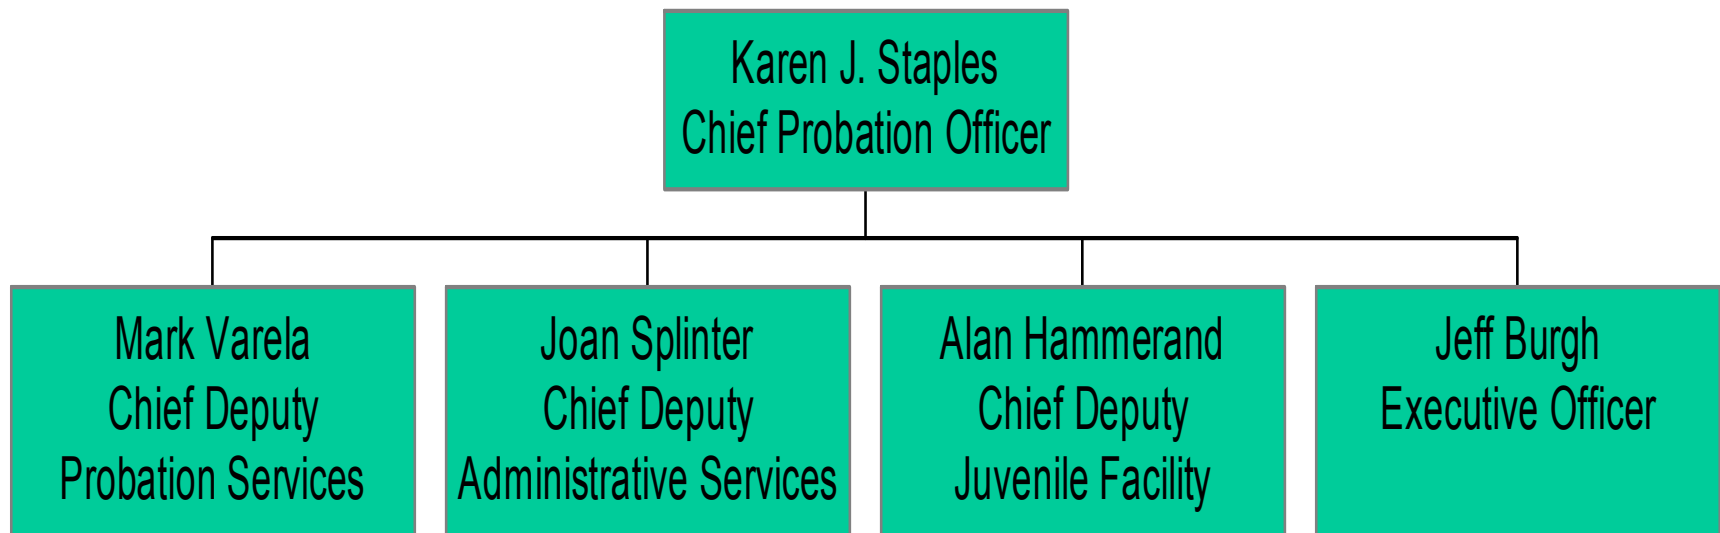 Karen J. Staples
Chief Probation Officer
Mark Varela
Chief Deputy
Probation Services
Joan Splinter
Chief Deputy
Administrative Services
Alan Hammerand
Chief Deputy
Juvenile Facility
Jeff Burgh
Executive Officer